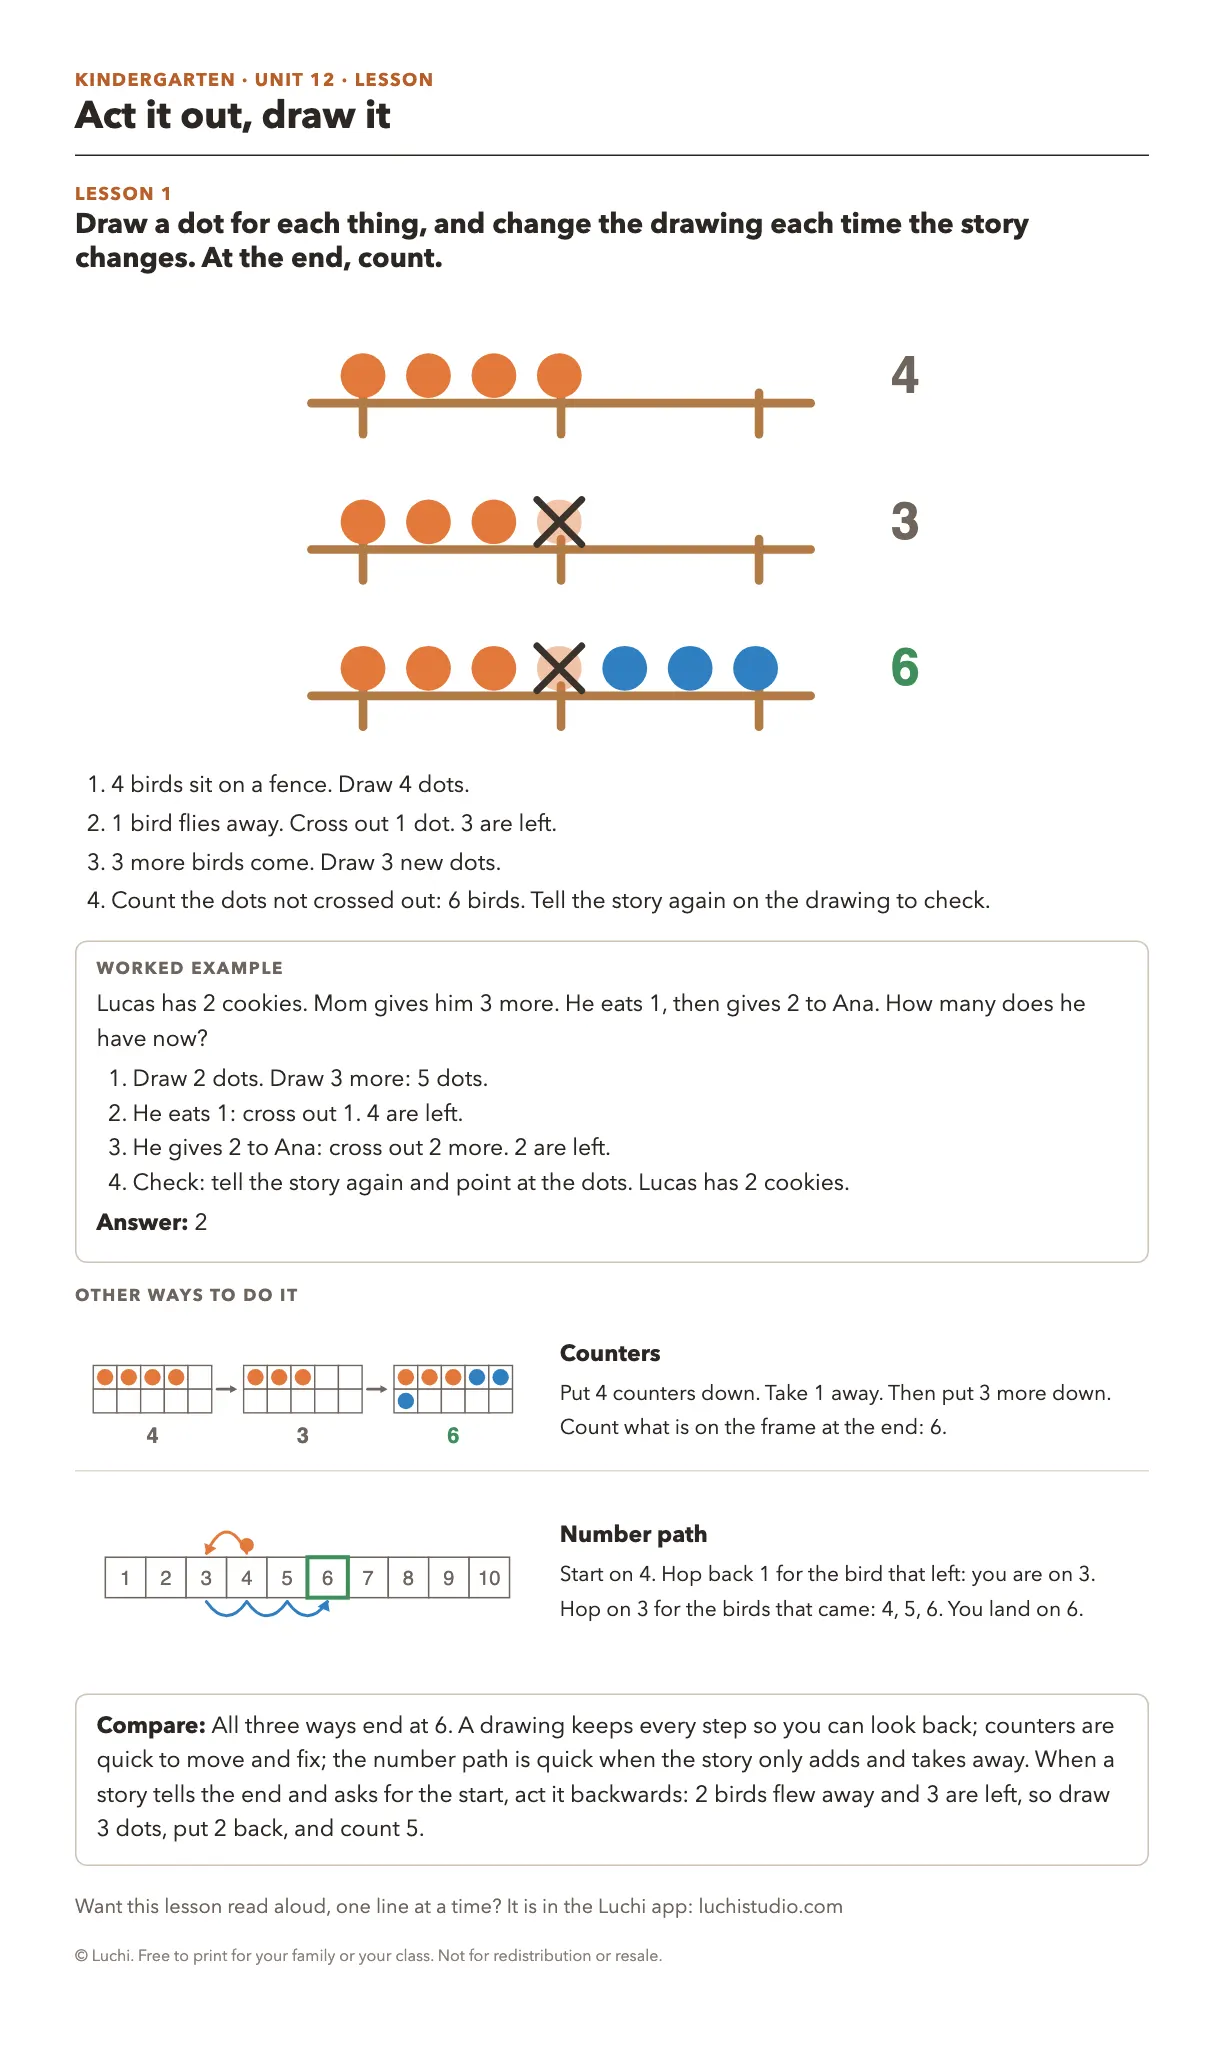 KINDERGARTEN · UNIT 12 · LESSON
Act it out, draw it
LESSON 1
Draw a dot for each thing, and change the drawing each time the story
changes. At the end, count.
4
3
6
1. 4 birds sit on a fence. Draw 4 dots.
2. 1 bird flies away. Cross out 1 dot. 3 are left.
3. 3 more birds come. Draw 3 new dots.
4. Count the dots not crossed out: 6 birds. Tell the story again on the drawing to check.
WORKED EXAMPLE
Lucas has 2 cookies. Mom gives him 3 more. He eats 1, then gives 2 to Ana. How many does he
have now?
1. Draw 2 dots. Draw 3 more: 5 dots.
2. He eats 1: cross out 1. 4 are left.
3. He gives 2 to Ana: cross out 2 more. 2 are left.
4. Check: tell the story again and point at the dots. Lucas has 2 cookies.
Answer: 2
OTHER WAYS TO DO IT
4 3 6
Counters
Put 4 counters down. Take 1 away. Then put 3 more down.
Count what is on the frame at the end: 6.
1 2 3 4 5 6 7 8 9 10
Number path
Start on 4. Hop back 1 for the bird that left: you are on 3.
Hop on 3 for the birds that came: 4, 5, 6. You land on 6.
Compare: All three ways end at 6. A drawing keeps every step so you can look back; counters are
quick to move and fix; the number path is quick when the story only adds and takes away. When a
story tells the end and asks for the start, act it backwards: 2 birds flew away and 3 are left, so draw
3 dots, put 2 back, and count 5.
Want this lesson read aloud, one line at a time? It is in the Luchi app: luchistudio.com
© Luchi. Free to print for your family or your class. Not for redistribution or resale.